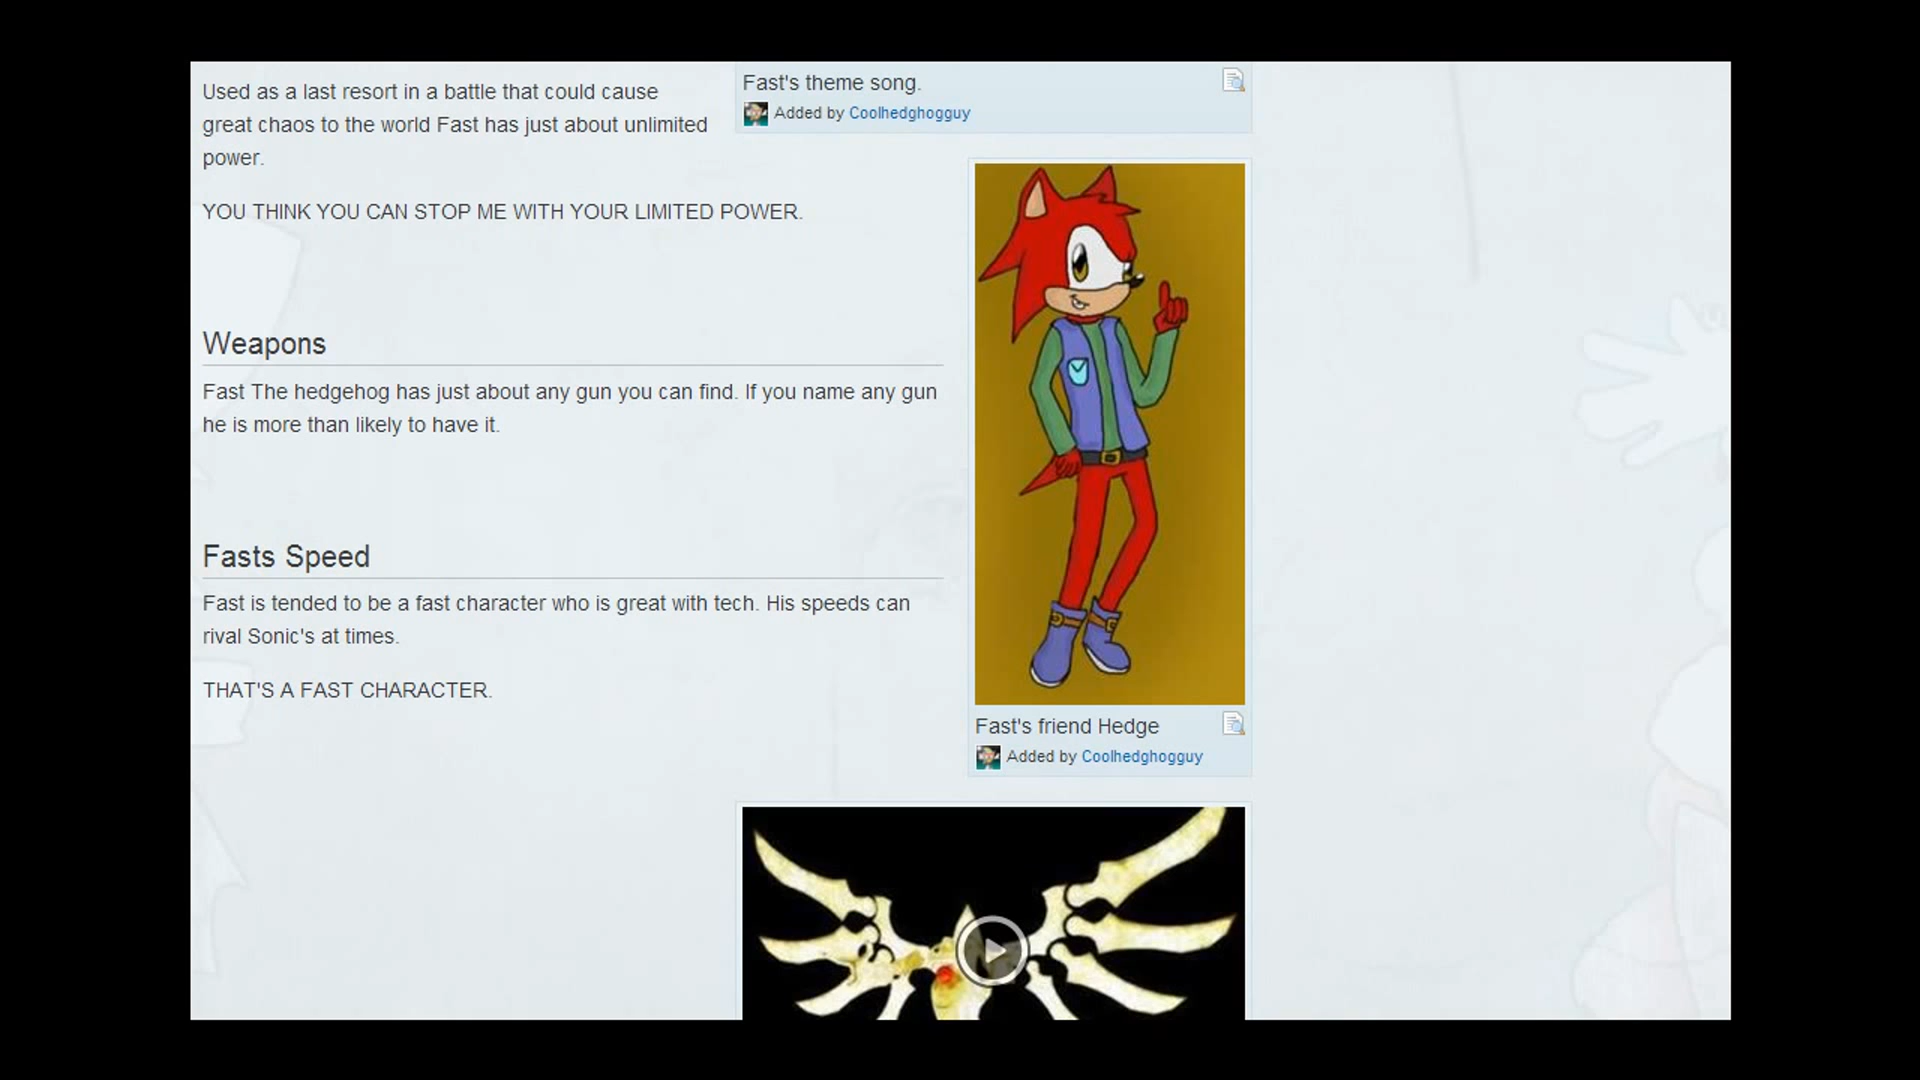 Used as a last resort in a battle that could cause
great chaos to the world Fast has just about unlimited
power.
YOU THINK YOU CAN STOP ME WITH YOUR LIMITED POWER.
Weapons
Fast The hedgehog has just about any gun you can find. If you name any gun
he is more than likely to have it.
Fasts Speed
Fast is tended to be a fast character who is great with tech. His speeds can
rival Sonic's at times.
THAT'S A FAST CHARACTER.
Fast's theme song.
Added by Coolhedghogguy
Fast's friend Hedge
Added by Coolhedghogguy